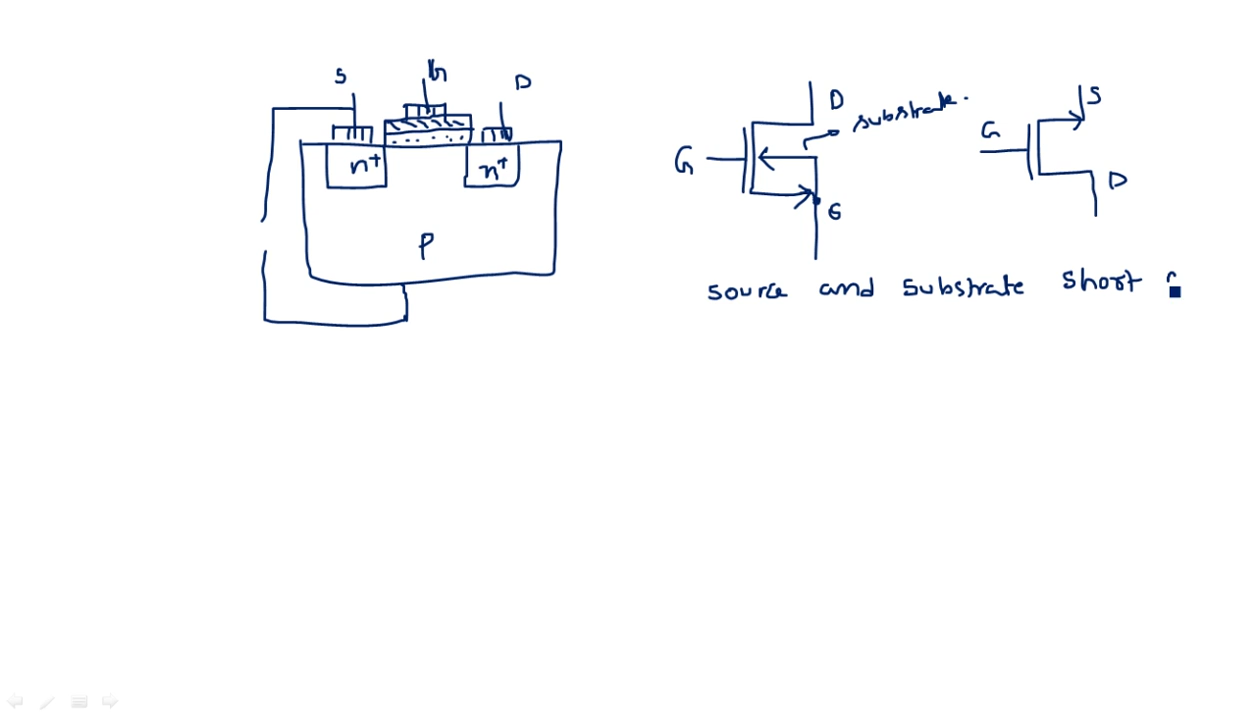 S
G
D
n+
n+
P
D
substrate.
G
G
S
G
D
source and substrate short